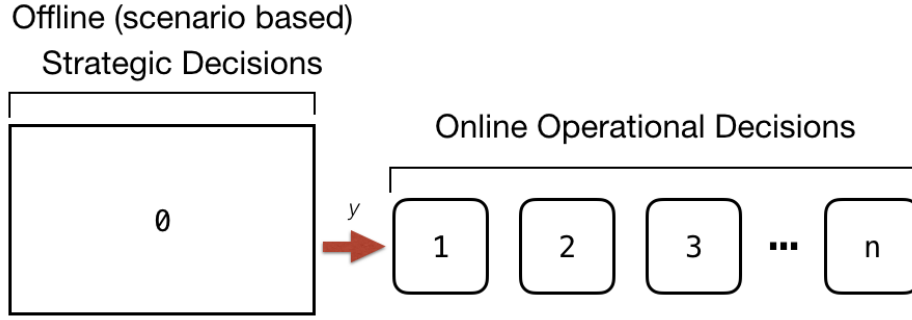 Offline (scenario based)
Strategic Decisions
Online Operational Decisions
0
y
1 2 3 ... n